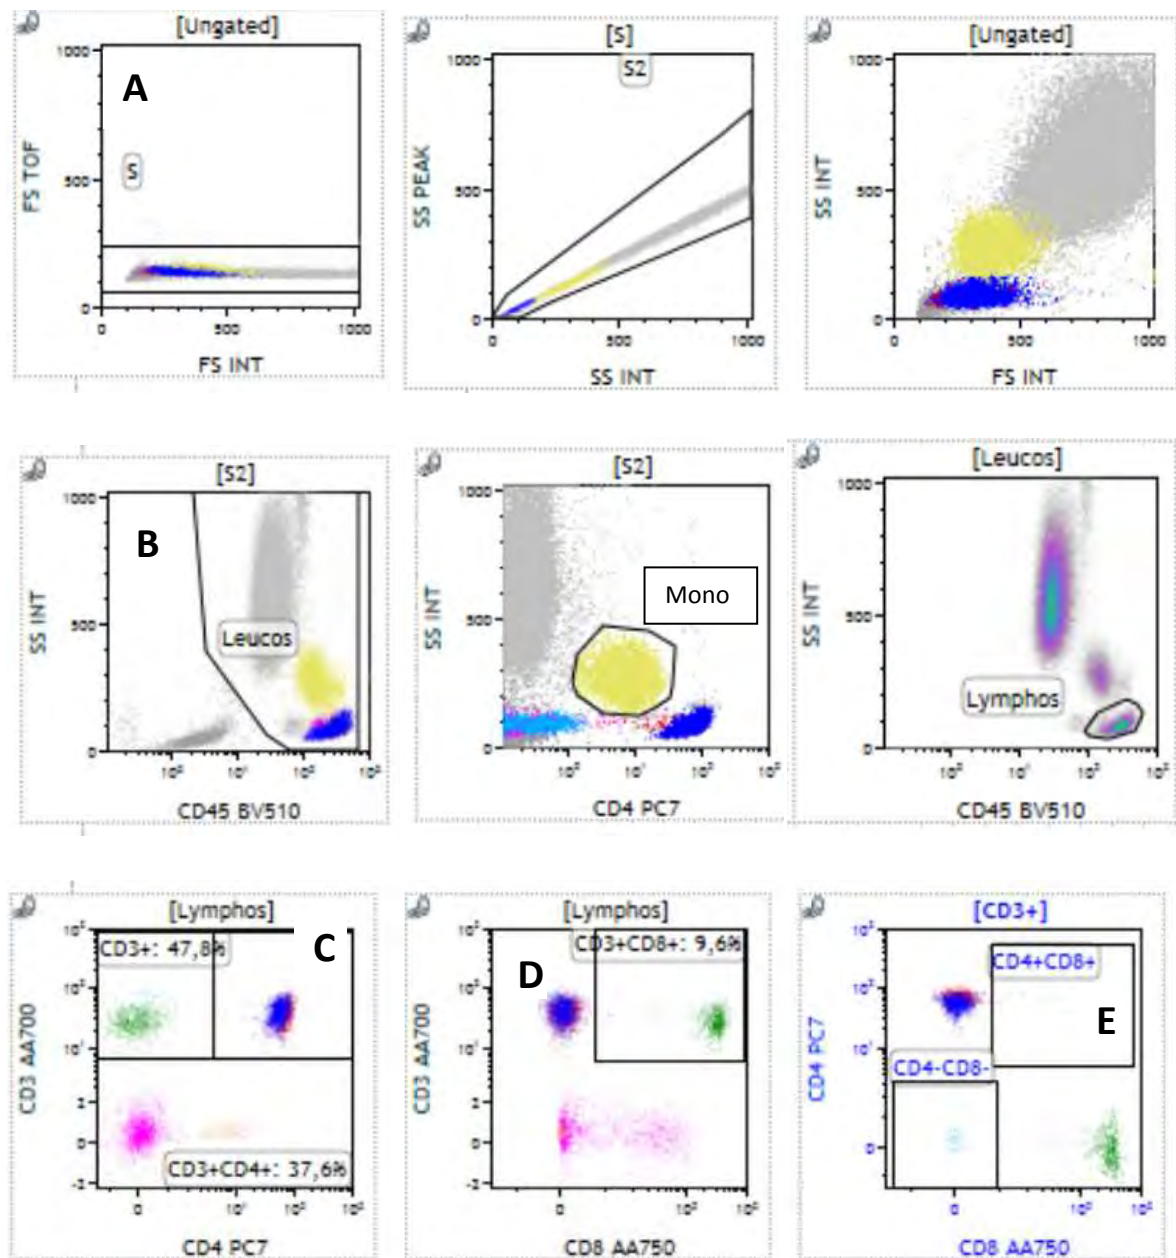 [Ungated]
1000
A
FS TOF
500
S
0
0
500
1000
FS INT
[S]
S2
1000
SS PEAK
500
0
0
500
1000
SS INT
[Ungated]
1000
SS INT
500
0
0
500
1000
FS INT
[S2]
1000
B
SS INT
500
Leucos
0
CD45 BV510
[S2]
1000
SS INT
Mono
500
0
CD4 PC7
[Leucos]
1000
SS INT
500
Lymphos
0
CD45 BV510
[Lymphos]
CD3+: 47,8%
C
CD3 AA700
0
-2
CD3+CD4+: 37,6%
0
CD4 PC7
[Lymphos]
CD3+CD8+: 9,6%
D
CD3 AA700
0
-2
0
CD8 AA750
[CD3+]
CD4+CD8+
E
CD4 PC7
CD4-CD8-
0
0
CD8 AA750